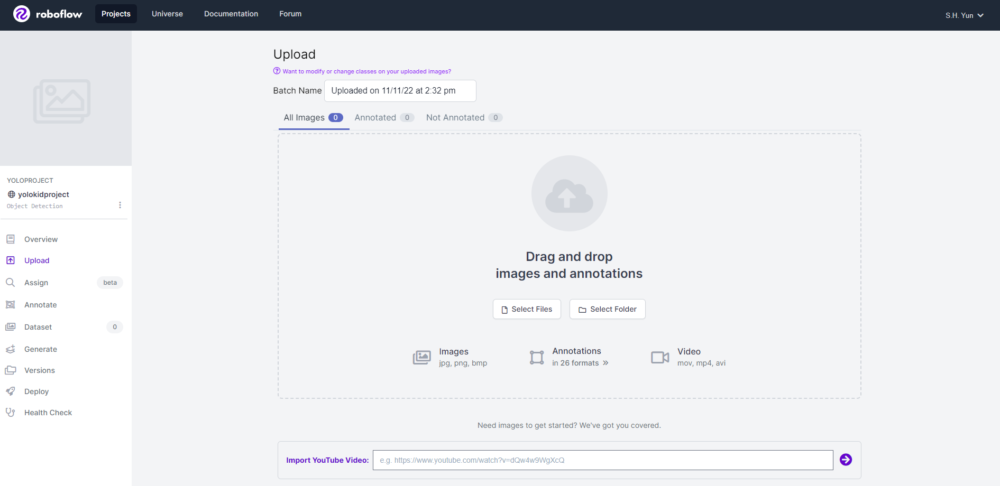 roboflow
Projects
Universe
Documentation
Forum
S.H. Yun
YOLOPROJECT
yolokidproject
Object Detection
Overview
Upload
Assign beta
Annotate
Dataset 0
Generate
Versions
Deploy
Health Check
Upload
Want to modify or change classes on your uploaded images?
Batch Name Uploaded on 11/11/22 at 2:32 pm
All Images 0 Annotated 0 Not Annotated 0
Drag and drop
images and annotations
Select Files Select Folder
Images
jpg, png, bmp
Annotations
in 26 formats »
Video
mov, mp4, avi
Need images to get started? We've got you covered.
Import YouTube Video: e.g. https://www.youtube.com/watch?v=dQw4w9WgXcQ